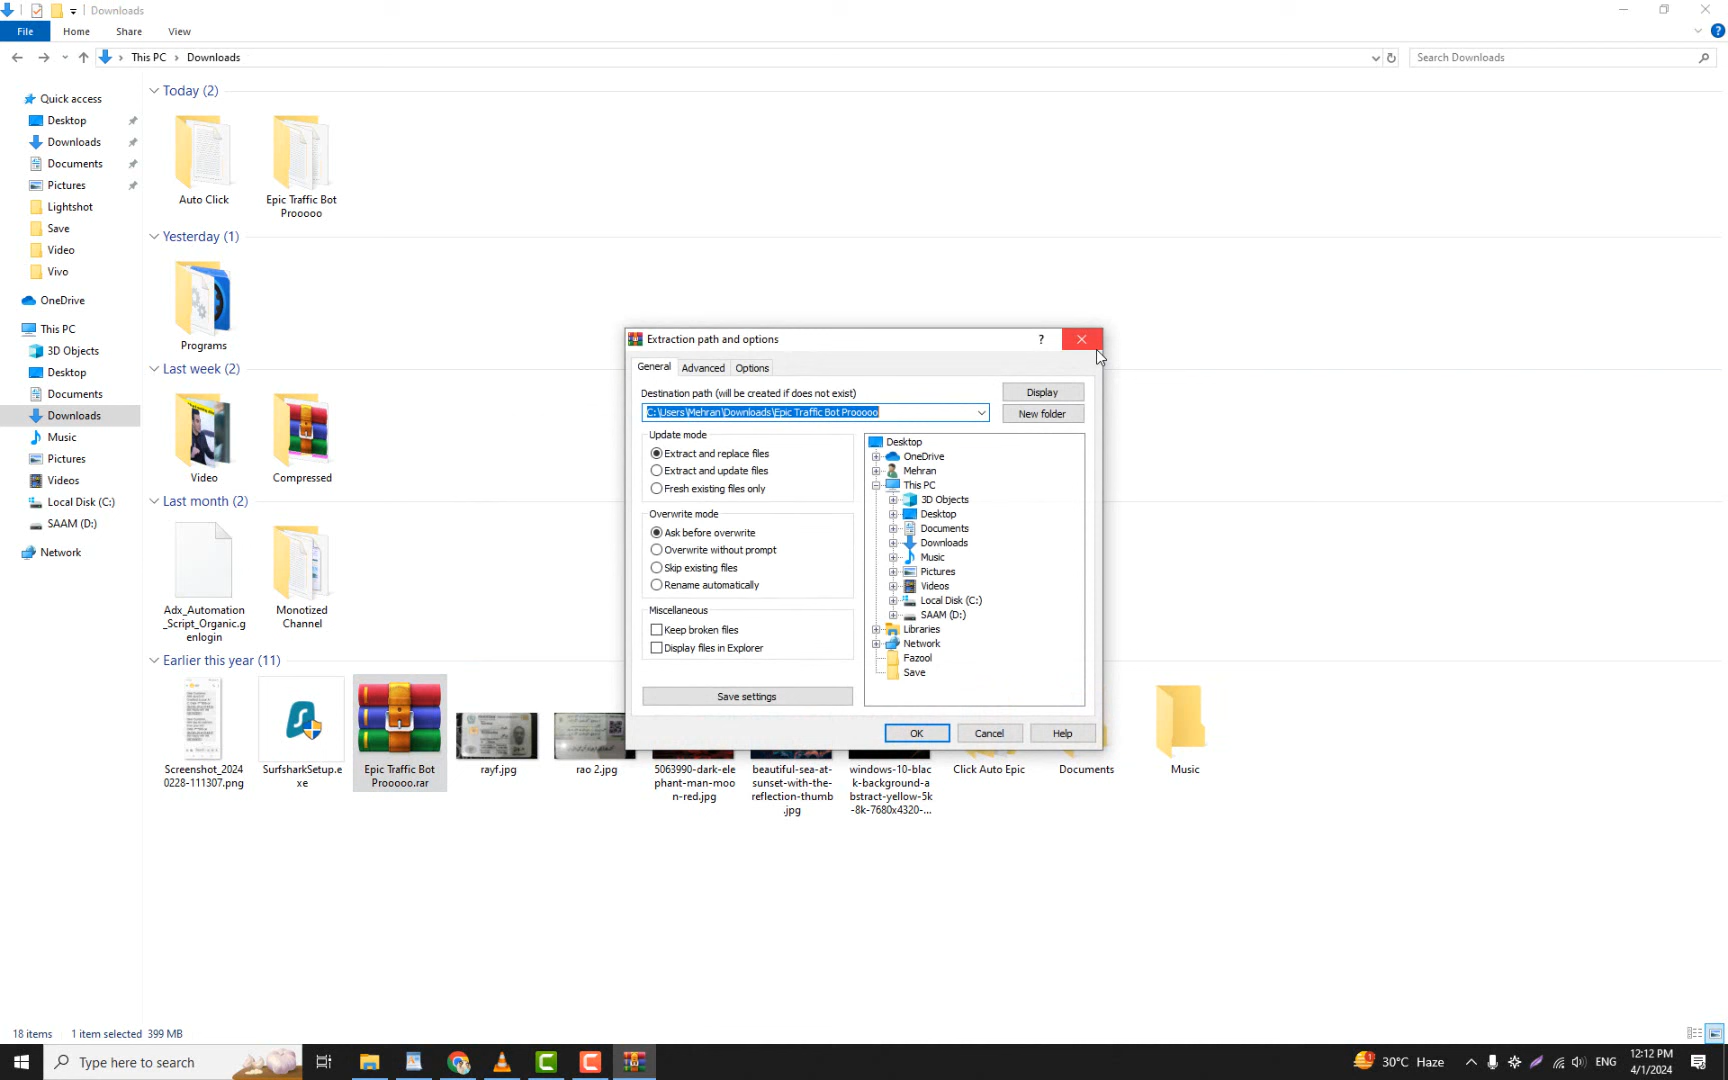 Downloads
File
Home
Share
View
This PC
Downloads
Search Downloads
Quick access
Desktop
Downloads
Documents
Pictures
Lightshot
Save
Video
Vivo
OneDrive
This PC
3D Objects
Desktop
Documents
Downloads
Music
Pictures
Videos
Local Disk (C:)
SAAM (D:)
Network
Today (2)
Auto Click
Epic Traffic Bot
Prooooo
Yesterday (1)
Programs
Last week (2)
Video
Compressed
Last month (2)
Adx_Automation
_Script_Organic.g
enlogin
Monotized
Channel
Earlier this year (11)
Screenshot_2024
0228-111307.png
SurfsharkSetup.e
xe
Epic Traffic Bot
Prooooo.rar
rayf.jpg
rao 2.jpg
5063990-dark-ele
phant-man-moo
n-red.jpg
beautiful-sea-at-
sunset-with-the-
reflection-thumb
.jpg
windows-10-blac
k-background-a
bstract-yellow-5k
-8k-7680x4320-...
Click Auto Epic
Documents
Music
Extraction path and options
?
General
Advanced
Options
Destination path (will be created if does not exist)
C:\Users\Mehran\Downloads\Epic Traffic Bot Prooooo
Display
New folder
Update mode
Extract and replace files
Extract and update files
Fresh existing files only
Overwrite mode
Ask before overwrite
Overwrite without prompt
Skip existing files
Rename automatically
Miscellaneous
Keep broken files
Display files in Explorer
Save settings
Desktop
OneDrive
Mehran
This PC
3D Objects
Desktop
Documents
Downloads
Music
Pictures
Videos
Local Disk (C:)
SAAM (D:)
Libraries
Network
Fazool
Save
OK
Cancel
Help
18 items
1 item selected 399 MB
Type here to search
30°C Haze
ENG
12:12 PM
4/1/2024